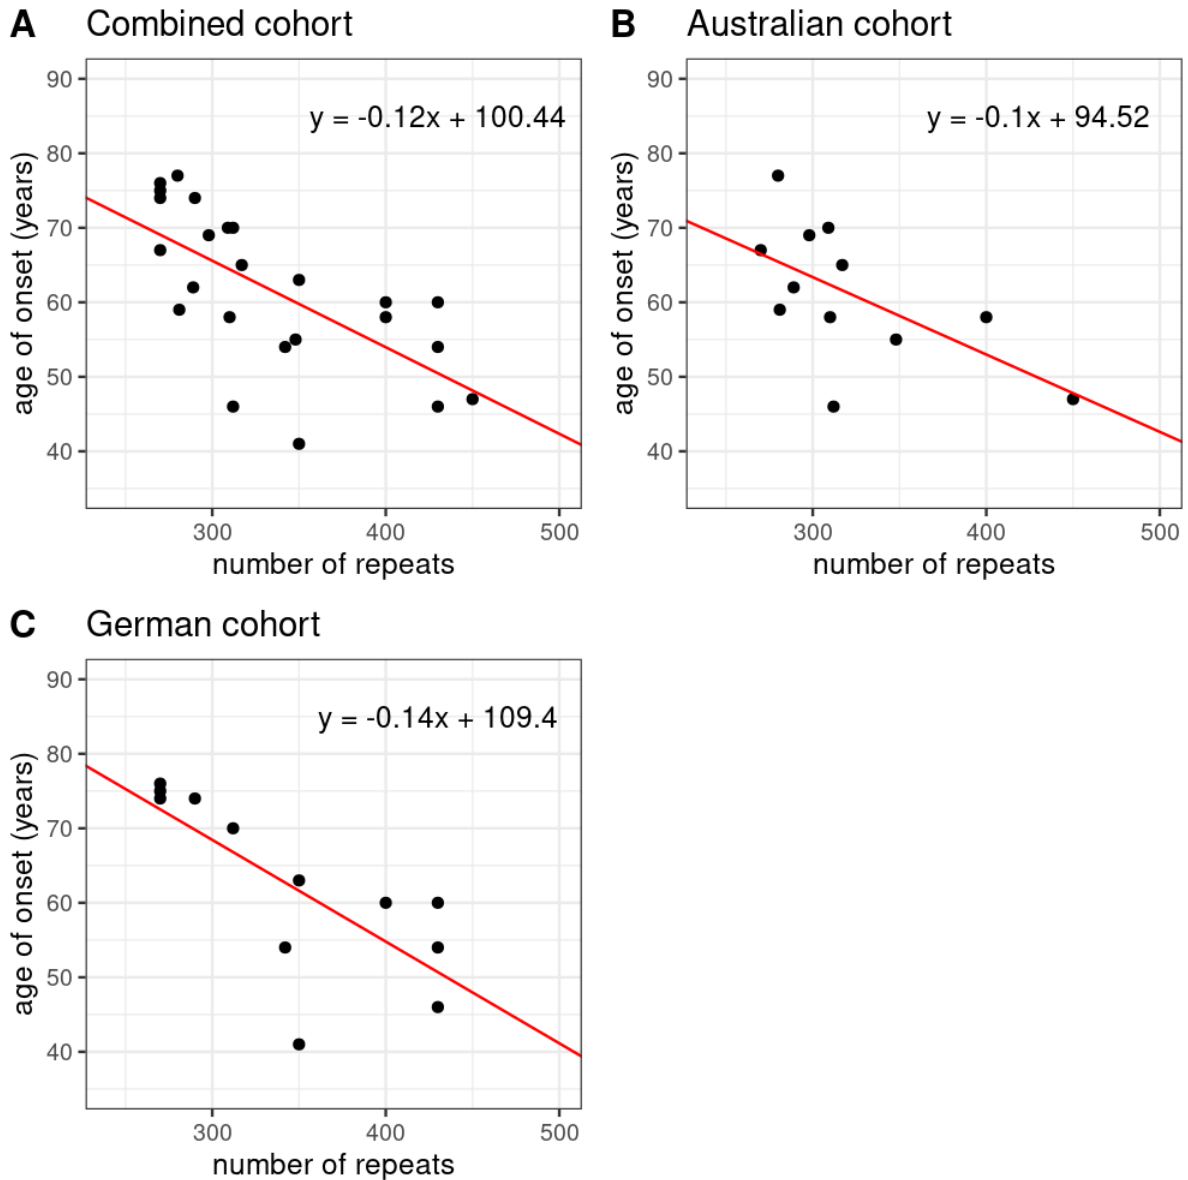 A Combined cohort
y = -0.12x + 100.44
age of onset (years)
90
80
70
60
50
40
300 400 500
number of repeats
B Australian cohort
y = -0.1x + 94.52
age of onset (years)
90
80
70
60
50
40
300 400 500
number of repeats
C German cohort
y = -0.14x + 109.4
age of onset (years)
90
80
70
60
50
40
300 400 500
number of repeats